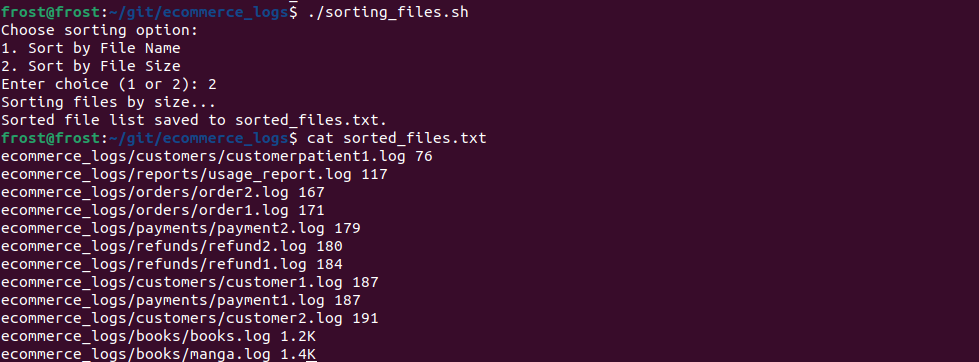 frost@frost:~/git/ecommerce_logs$ ./sorting_files.sh
Choose sorting option:
1. Sort by File Name
2. Sort by File Size
Enter choice (1 or 2): 2
Sorting files by size...
Sorted file list saved to sorted_files.txt.
frost@frost:~/git/ecommerce_logs$ cat sorted_files.txt
ecommerce_logs/customers/customerpatient1.log 76
ecommerce_logs/reports/usage_report.log 117
ecommerce_logs/orders/order2.log 167
ecommerce_logs/orders/order1.log 171
ecommerce_logs/payments/payment2.log 179
ecommerce_logs/refunds/refund2.log 180
ecommerce_logs/refunds/refund1.log 184
ecommerce_logs/customers/customer1.log 187
ecommerce_logs/payments/payment1.log 187
ecommerce_logs/customers/customer2.log 191
ecommerce_logs/books/books.log 1.2K
ecommerce_logs/books/manga.log 1.4K